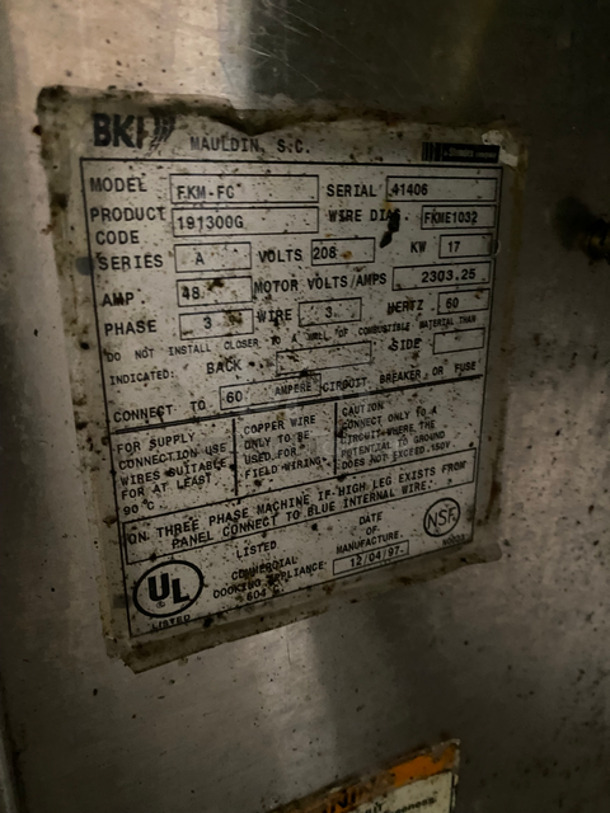 BKI MAULDIN, S.C.
MODEL FKM-FC SERIAL 41406
PRODUCT CODE 191300G WIRE DIAG. FKME1032
SERIES A VOLTS 208 KW 17
AMP. 48. MOTOR VOLTS/AMPS 2303.25
PHASE 3 WIRE 3 HERTZ 60
DO NOT INSTALL CLOSER TO A WALL OF COMBUSTIBLE MATERIAL THAN
INDICATED: BACK SIDE
CONNECT TO 60 AMPERE CIRCUIT BREAKER OR FUSE
FOR SUPPLY
CONNECTION USE
WIRES SUITABLE
FOR AT LEAST
90°C
COPPER WIRE
ONLY TO BE
USED FOR
FIELD WIRING
CAUTION
CONNECT ONLY TO A
CIRCUIT WHERE THE
POTENTIAL TO GROUND
DOES NOT EXCEED 150V.
ON THREE PHASE MACHINE IF HIGH LEG EXISTS FROM
PANEL CONNECT TO BLUE INTERNAL WIRE.
UL
LISTED
LISTED
COMMERCIAL
COOKING APPLIANCE
604
DATE
OF
MANUFACTURE.
12/04/97
NSF